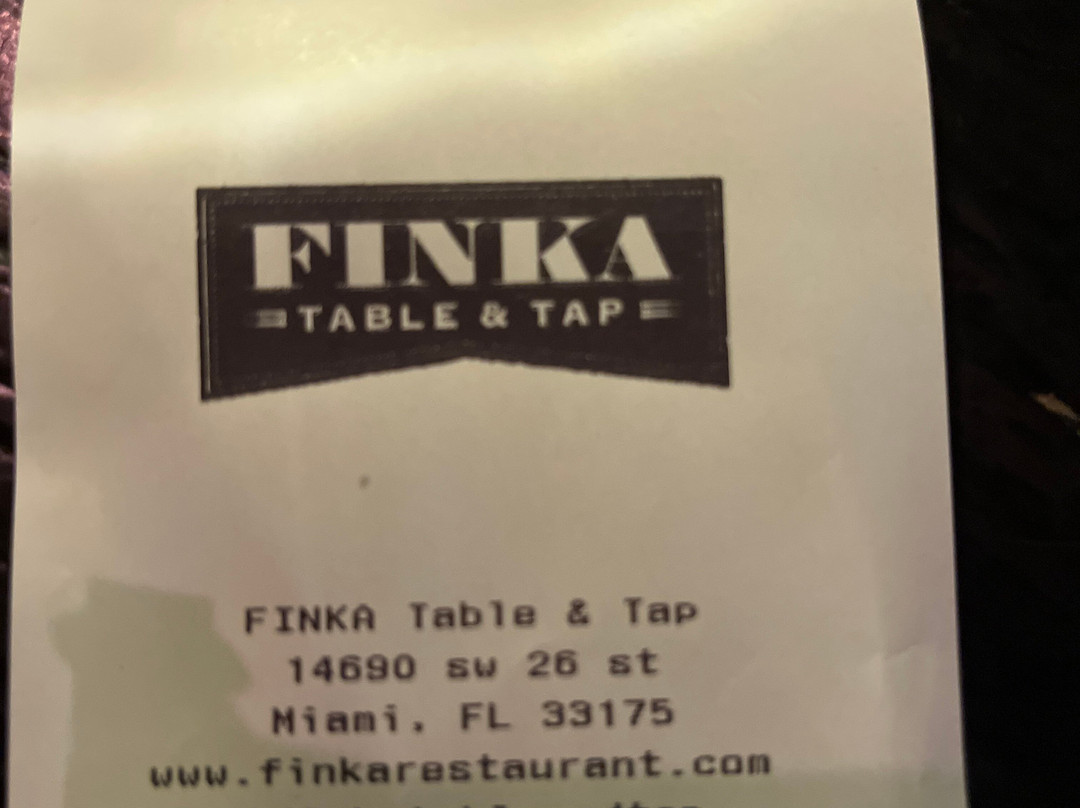 FINKA
TABLE & TAP
FINKA Table & Tap
14690 sw 26 st
Miami, FL 33175
www.finkarestaurant.com